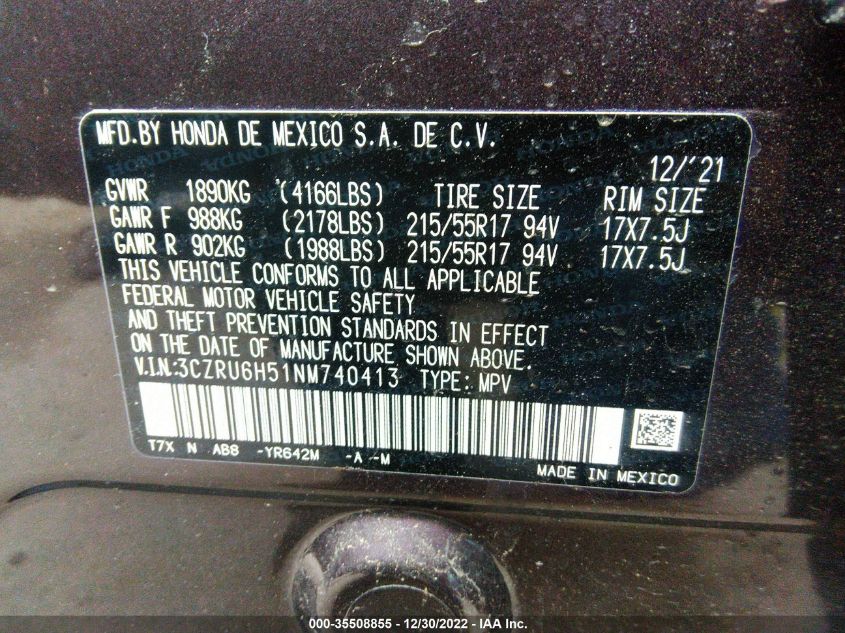 MFD.BY HONDA DE MEXICO S.A. DE C.V.
12/'21
GVWR 1890KG (4166LBS) TIRE SIZE RIM SIZE
GAWR F 988KG (2178LBS) 215/55R17 94V 17X7.5J
GAWR R 902KG (1988LBS) 215/55R17 94V 17X7.5J
THIS VEHICLE CONFORMS TO ALL APPLICABLE
FEDERAL MOTOR VEHICLE SAFETY
AND THEFT PREVENTION STANDARDS IN EFFECT
ON THE DATE OF MANUFACTURE SHOWN ABOVE.
V.I.N:3CZRU6H51NM740413 TYPE: MPV
T7X N AB8 -YR642M -A -M
MADE IN MEXICO
000-35508855 - 12/30/2022 - IAA Inc.